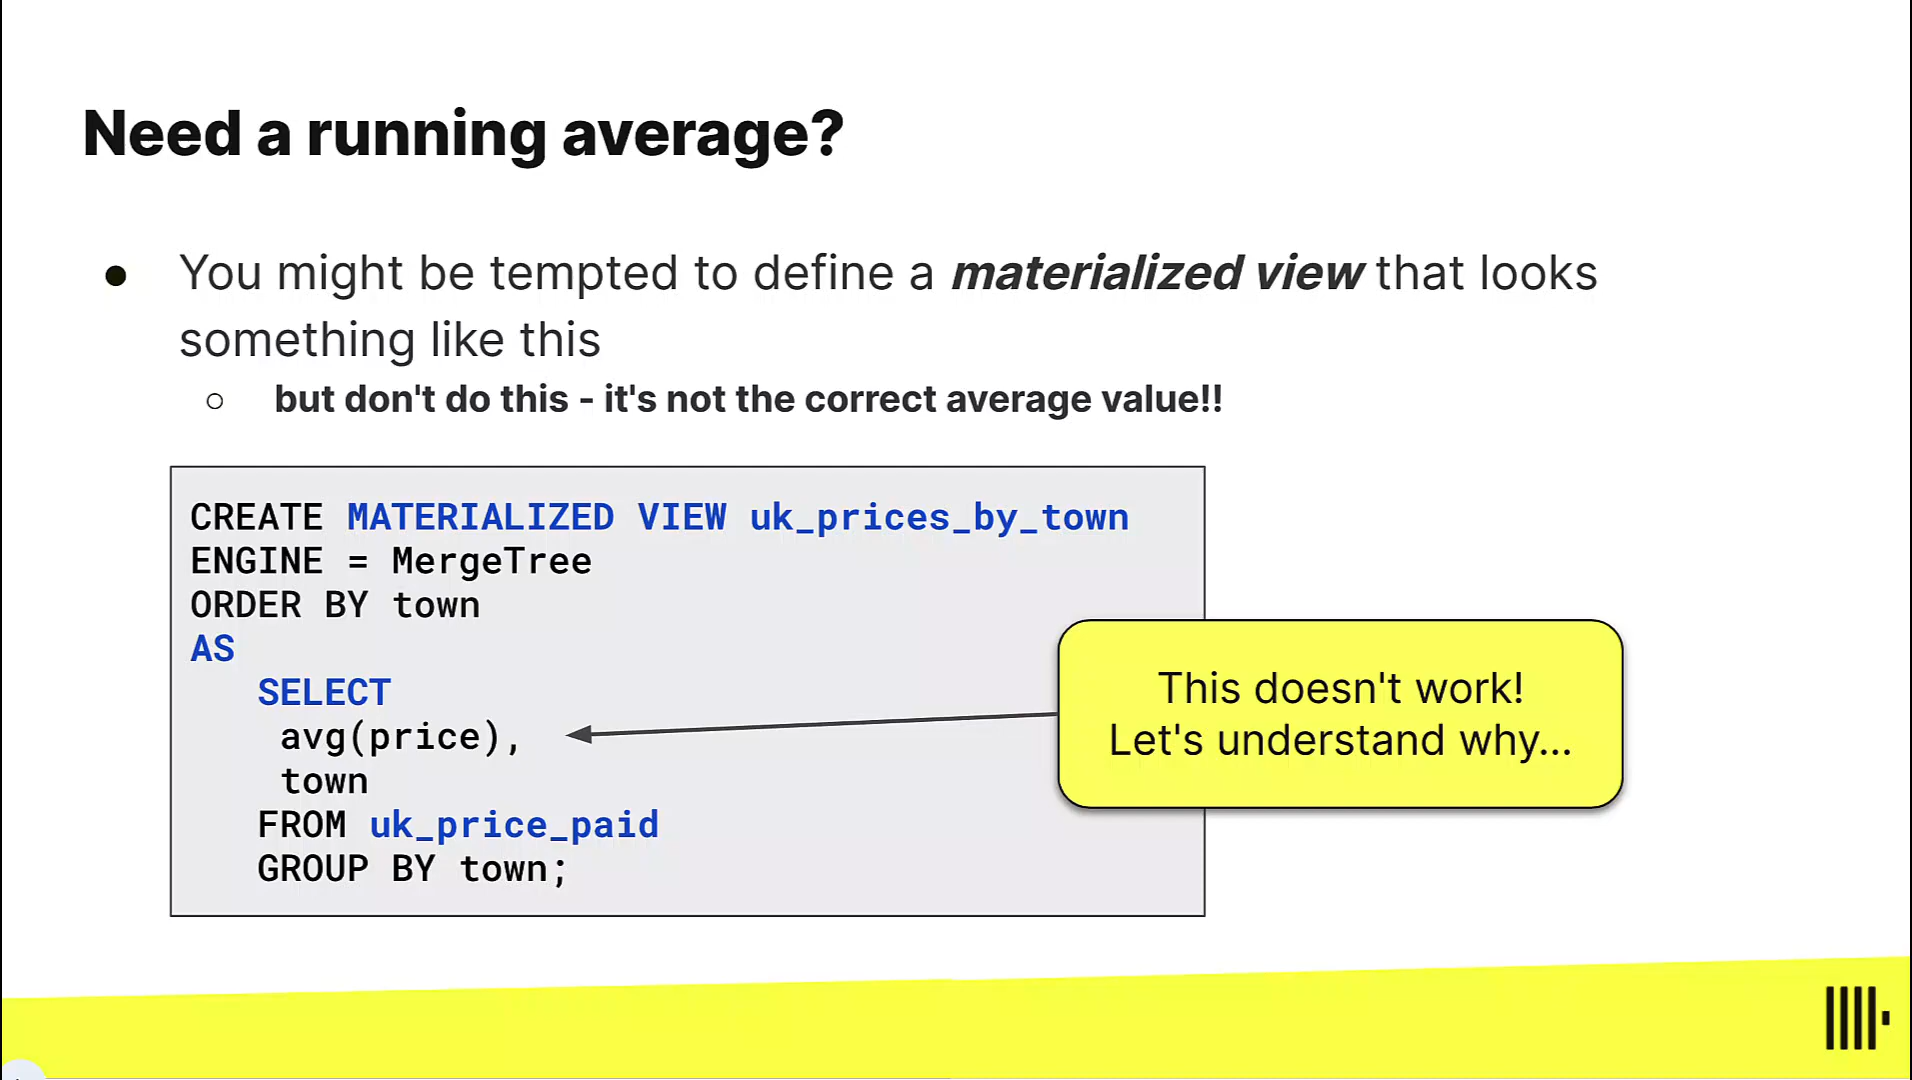 Need a running average?
● You might be tempted to define a materialized view that looks
something like this
○ but don't do this - it's not the correct average value!!
CREATE MATERIALIZED VIEW uk_prices_by_town
ENGINE = MergeTree
ORDER BY town
AS
SELECT
avg(price),
town
FROM uk_price_paid
GROUP BY town;
This doesn't work!
Let's understand why...